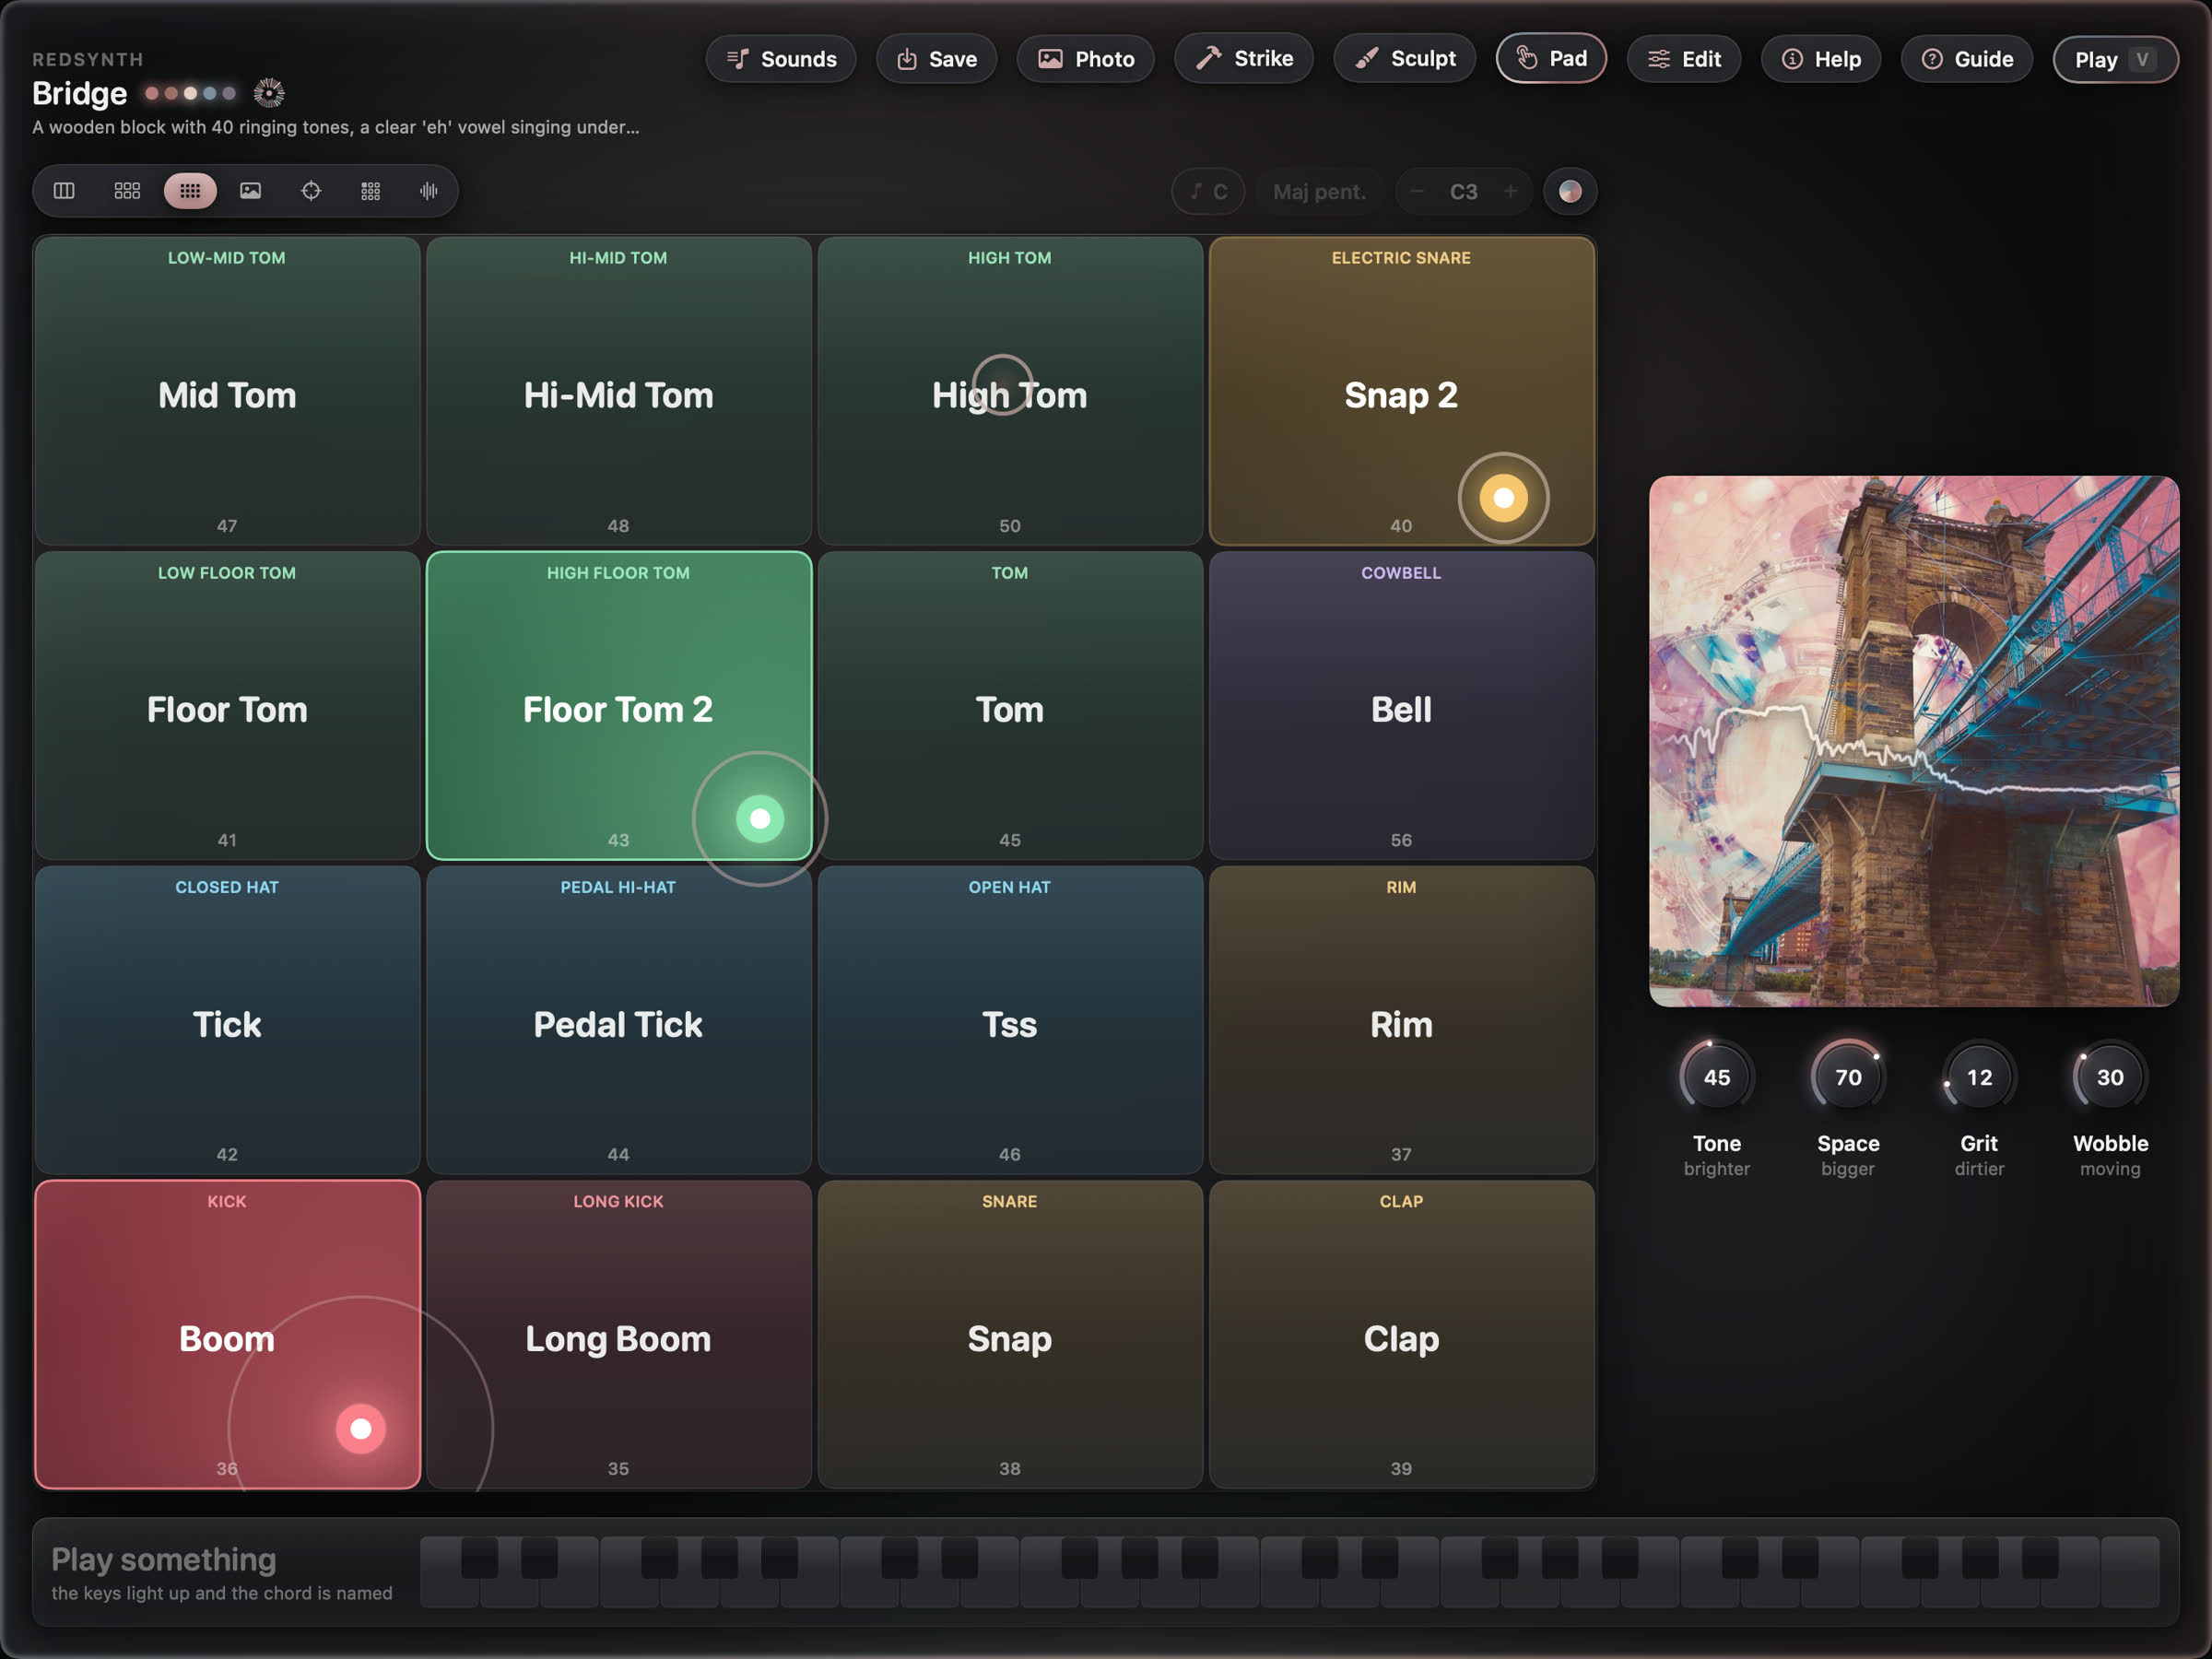 REDSYNTH
Bridge
A wooden block with 40 ringing tones, a clear 'eh' vowel singing under...
Sounds
Save
Photo
Strike
Sculpt
Pad
Edit
Help
Guide
Play V
C
Maj pent.
− C3 +
LOW-MID TOM
Mid Tom
47
HI-MID TOM
Hi-Mid Tom
48
HIGH TOM
High Tom
50
ELECTRIC SNARE
Snap 2
40
LOW FLOOR TOM
Floor Tom
41
HIGH FLOOR TOM
Floor Tom 2
43
TOM
Tom
45
COWBELL
Bell
56
CLOSED HAT
Tick
42
PEDAL HI-HAT
Pedal Tick
44
OPEN HAT
Tss
46
RIM
Rim
37
KICK
Boom
36
LONG KICK
Long Boom
35
SNARE
Snap
38
CLAP
Clap
39
45
Tone
brighter
70
Space
bigger
12
Grit
dirtier
30
Wobble
moving
Play something
the keys light up and the chord is named